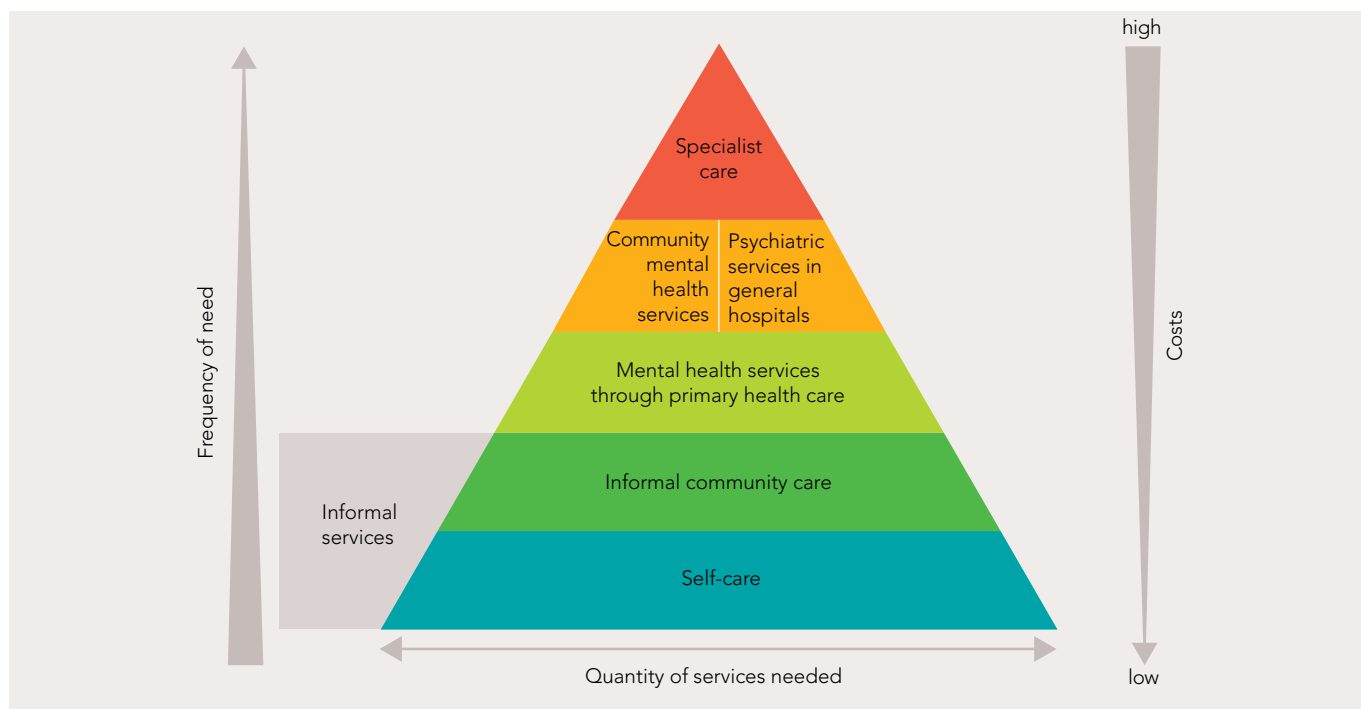 high
Specialist
care
Community
mental
health
services
Psychiatric
services in
general
hospitals
Frequency of need
Costs
Mental health services
through primary health care
Informal community care
Informal
services
Self-care
Quantity of services needed
low